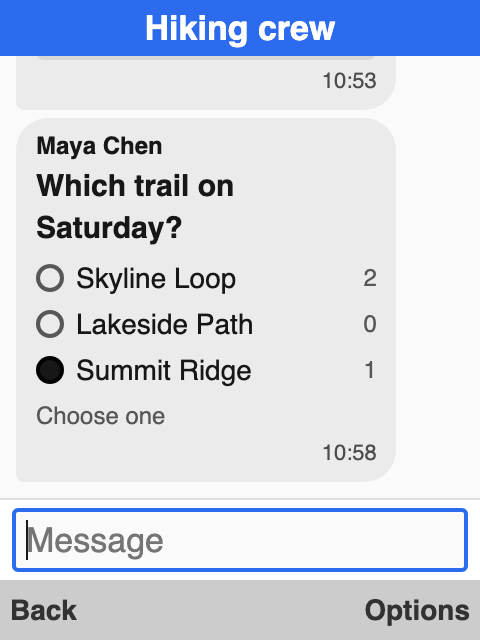 Hiking crew
10:53
Maya Chen
Which trail on
Saturday?
Skyline Loop 2
Lakeside Path 0
Summit Ridge 1
Choose one
10:58
Message
Back Options